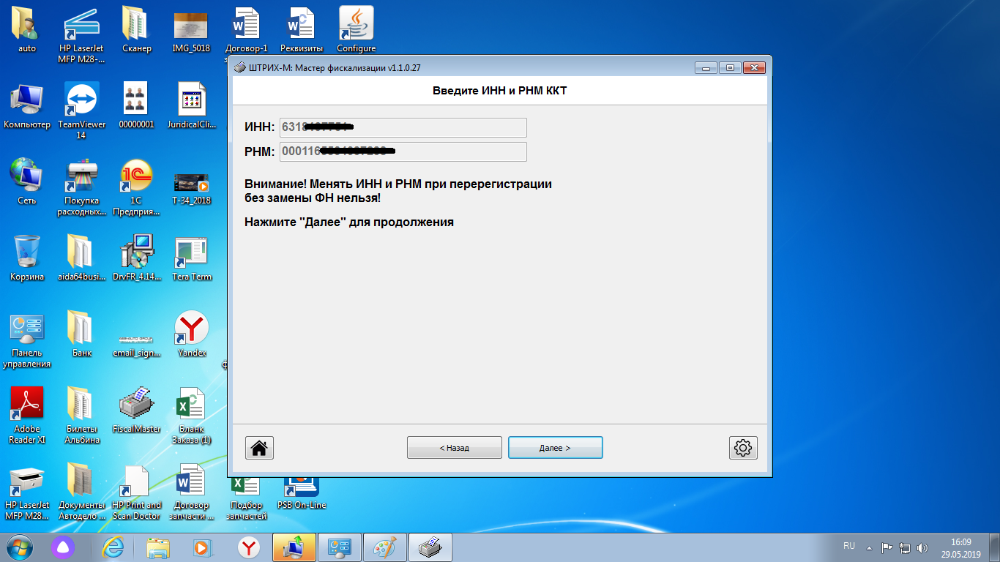 auto
HP LaserJet
MFP M28-...
Сканер
IMG_5018
Договор-1
Реквизиты
Configure
ШТРИХ-М: Мастер фискализации v1.1.0.27
Введите ИНН и РНМ ККТ
ИНН: 6318
РНМ: 000116
Внимание! Менять ИНН и РНМ при перерегистрации
без замены ФН нельзя!
Нажмите "Далее" для продолжения
< Назад
Далее >
Компьютер
TeamViewer
14
00000001
JuridicalCli...
Сеть
Покупка
расходных...
1С
Предприя...
T-34_2018
Корзина
aida64busi...
DrvFR_4.14...
Tera Term
Панель
управления
Банк
email_sign...
Yandex
Adobe
Reader XI
Билеты
Альбина
FiscalMaster
Бланк
Заказа (1)
HP LaserJet
MFP M28...
Документы
Автодело ...
HP Print and
Scan Doctor
Договор
запчасти ...
Подбор
запчастей
PSB On-Line
RU
16:09
29.05.2019